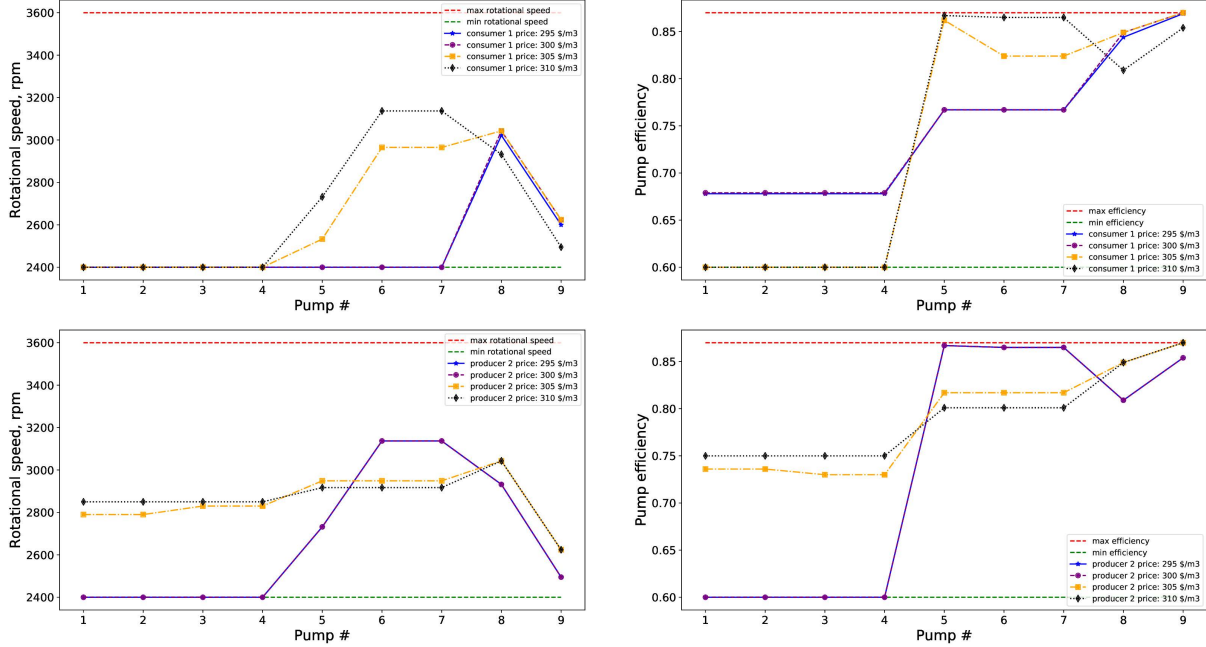 3600
3400
3200
3000
2800
2600
2400
Rotational speed, rpm
max rotational speed
min rotational speed
consumer 1 price: 295 $/m3
consumer 1 price: 300 $/m3
consumer 1 price: 305 $/m3
consumer 1 price: 310 $/m3
1 2 3 4 5 6 7 8 9
Pump #
0.85
0.80
0.75
0.70
0.65
0.60
Pump efficiency
max efficiency
min efficiency
consumer 1 price: 295 $/m3
consumer 1 price: 300 $/m3
consumer 1 price: 305 $/m3
consumer 1 price: 310 $/m3
1 2 3 4 5 6 7 8 9
Pump #
3600
3400
3200
3000
2800
2600
2400
Rotational speed, rpm
max rotational speed
min rotational speed
producer 2 price: 295 $/m3
producer 2 price: 300 $/m3
producer 2 price: 305 $/m3
producer 2 price: 310 $/m3
1 2 3 4 5 6 7 8 9
Pump #
0.85
0.80
0.75
0.70
0.65
0.60
Pump efficiency
max efficiency
min efficiency
producer 2 price: 295 $/m3
producer 2 price: 300 $/m3
producer 2 price: 305 $/m3
producer 2 price: 310 $/m3
1 2 3 4 5 6 7 8 9
Pump #